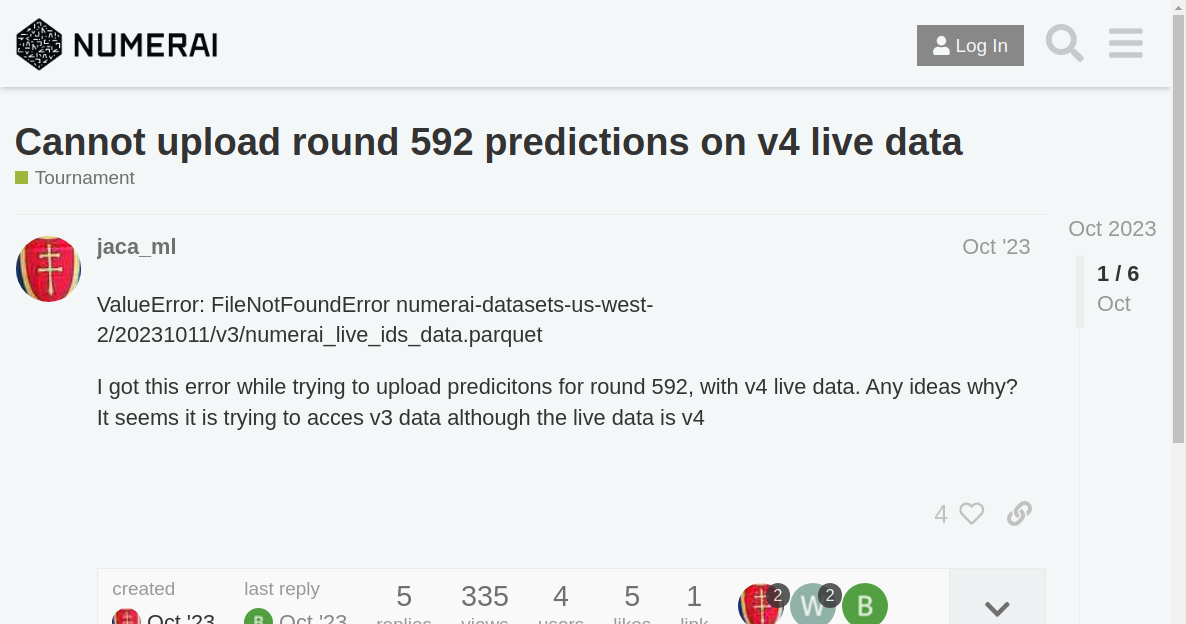 NUMERAI
Log In
Cannot upload round 592 predictions on v4 live data
Tournament
jaca_ml
Oct '23
Oct 2023
1 / 6
Oct
ValueError: FileNotFoundError numerai-datasets-us-west-
2/20231011/v3/numerai_live_ids_data.parquet
I got this error while trying to upload predicitons for round 592, with v4 live data. Any ideas why?
It seems it is trying to acces v3 data although the live data is v4
4
created
last reply
5
335
4
5
1
2
W
2
B
Oct '23
B
Oct '23
replies
views
users
likes
link